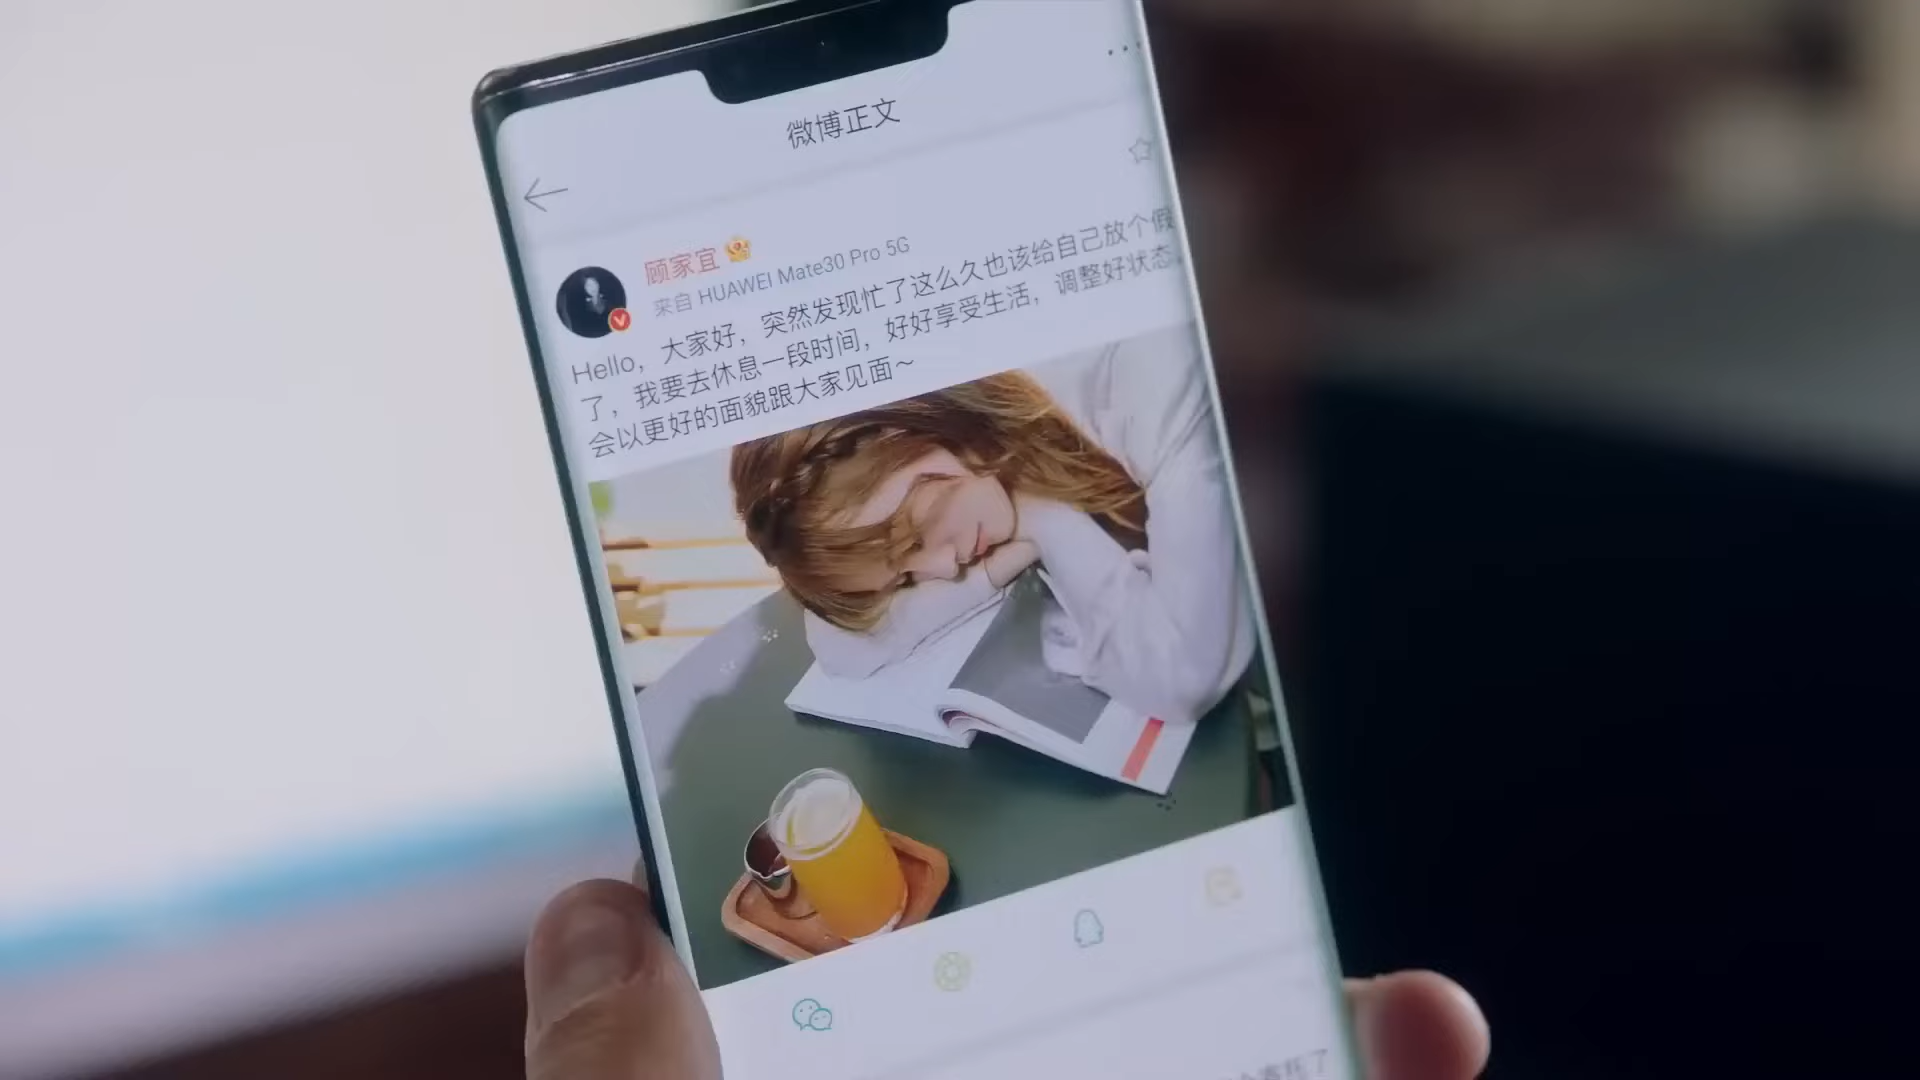 微博正文
顾家宜
来自 HUAWEI Mate30 Pro 5G
Hello，大家好，突然发现忙了这么久也该给自己放个假
了，我要去休息一段时间，好好享受生活，调整好状态
会以更好的面貌跟大家见面～
寄托了